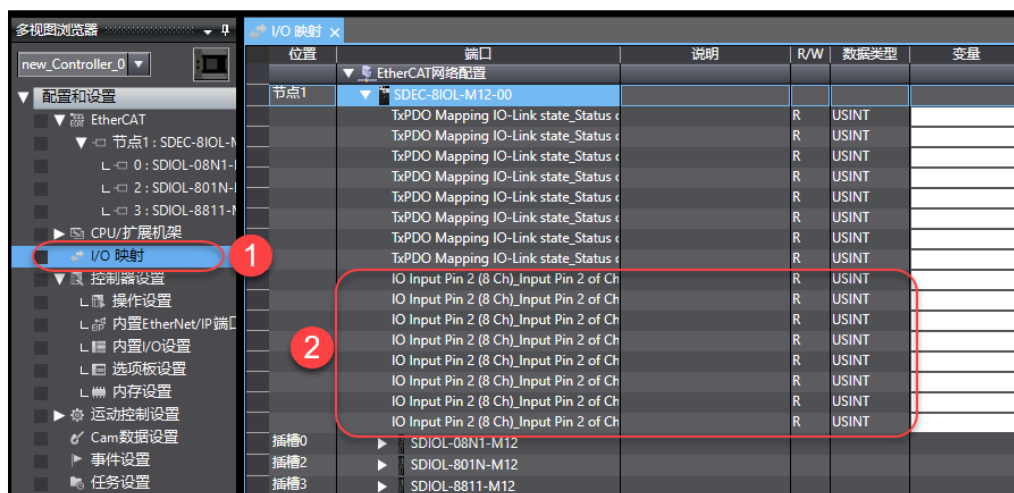 多视图浏览器
new_Controller_0
配置和设置
EtherCAT
节点1 : SDEC-8IOL-M
0 : SDIOL-08N1-
2 : SDIOL-801N-
3 : SDIOL-8811-
CPU/扩展机架
I/O 映射
1
控制器设置
操作设置
内置EtherNet/IP端口
内置I/O设置
选项板设置
内存设置
运动控制设置
Cam数据设置
事件设置
任务设置
I/O 映射
位置 端口 说明 R/W 数据类型 变量
EtherCAT网络配置
节点1 SDEC-8IOL-M12-00
TxPDO Mapping IO-Link state_Status R USINT
TxPDO Mapping IO-Link state_Status R USINT
TxPDO Mapping IO-Link state_Status R USINT
TxPDO Mapping IO-Link state_Status R USINT
TxPDO Mapping IO-Link state_Status R USINT
TxPDO Mapping IO-Link state_Status R USINT
TxPDO Mapping IO-Link state_Status R USINT
TxPDO Mapping IO-Link state_Status R USINT
IO Input Pin 2 (8 Ch)_Input Pin 2 of Ch R USINT
IO Input Pin 2 (8 Ch)_Input Pin 2 of Ch R USINT
IO Input Pin 2 (8 Ch)_Input Pin 2 of Ch R USINT
2
IO Input Pin 2 (8 Ch)_Input Pin 2 of Ch R USINT
IO Input Pin 2 (8 Ch)_Input Pin 2 of Ch R USINT
IO Input Pin 2 (8 Ch)_Input Pin 2 of Ch R USINT
IO Input Pin 2 (8 Ch)_Input Pin 2 of Ch R USINT
IO Input Pin 2 (8 Ch)_Input Pin 2 of Ch R USINT
插槽0 SDIOL-08N1-M12
插槽2 SDIOL-801N-M12
插槽3 SDIOL-8811-M12